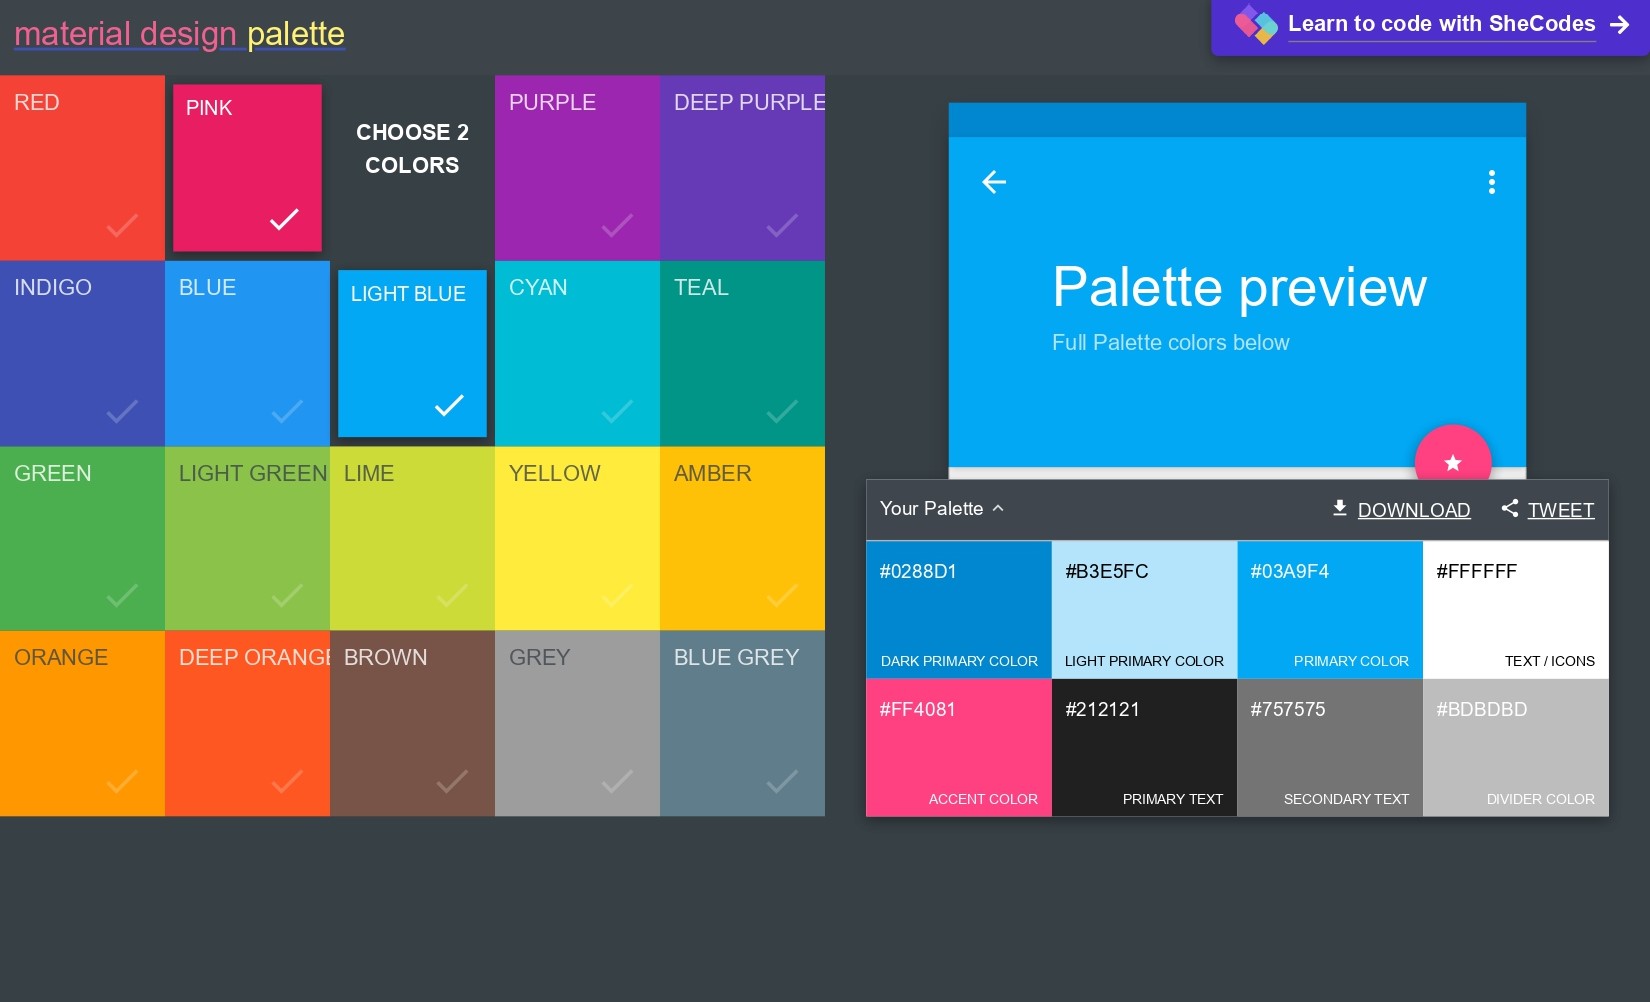 material design palette
Learn to code with SheCodes
RED
PINK
CHOOSE 2
COLORS
PURPLE
DEEP PURPLE
INDIGO
BLUE
LIGHT BLUE
CYAN
TEAL
GREEN
LIGHT GREEN
LIME
YELLOW
AMBER
ORANGE
DEEP ORANGE
BROWN
GREY
BLUE GREY
Palette preview
Full Palette colors below
Your Palette
DOWNLOAD
TWEET
#0288D1
DARK PRIMARY COLOR
#B3E5FC
LIGHT PRIMARY COLOR
#03A9F4
PRIMARY COLOR
#FFFFFF
TEXT / ICONS
#FF4081
ACCENT COLOR
#212121
PRIMARY TEXT
#757575
SECONDARY TEXT
#BDBDBD
DIVIDER COLOR